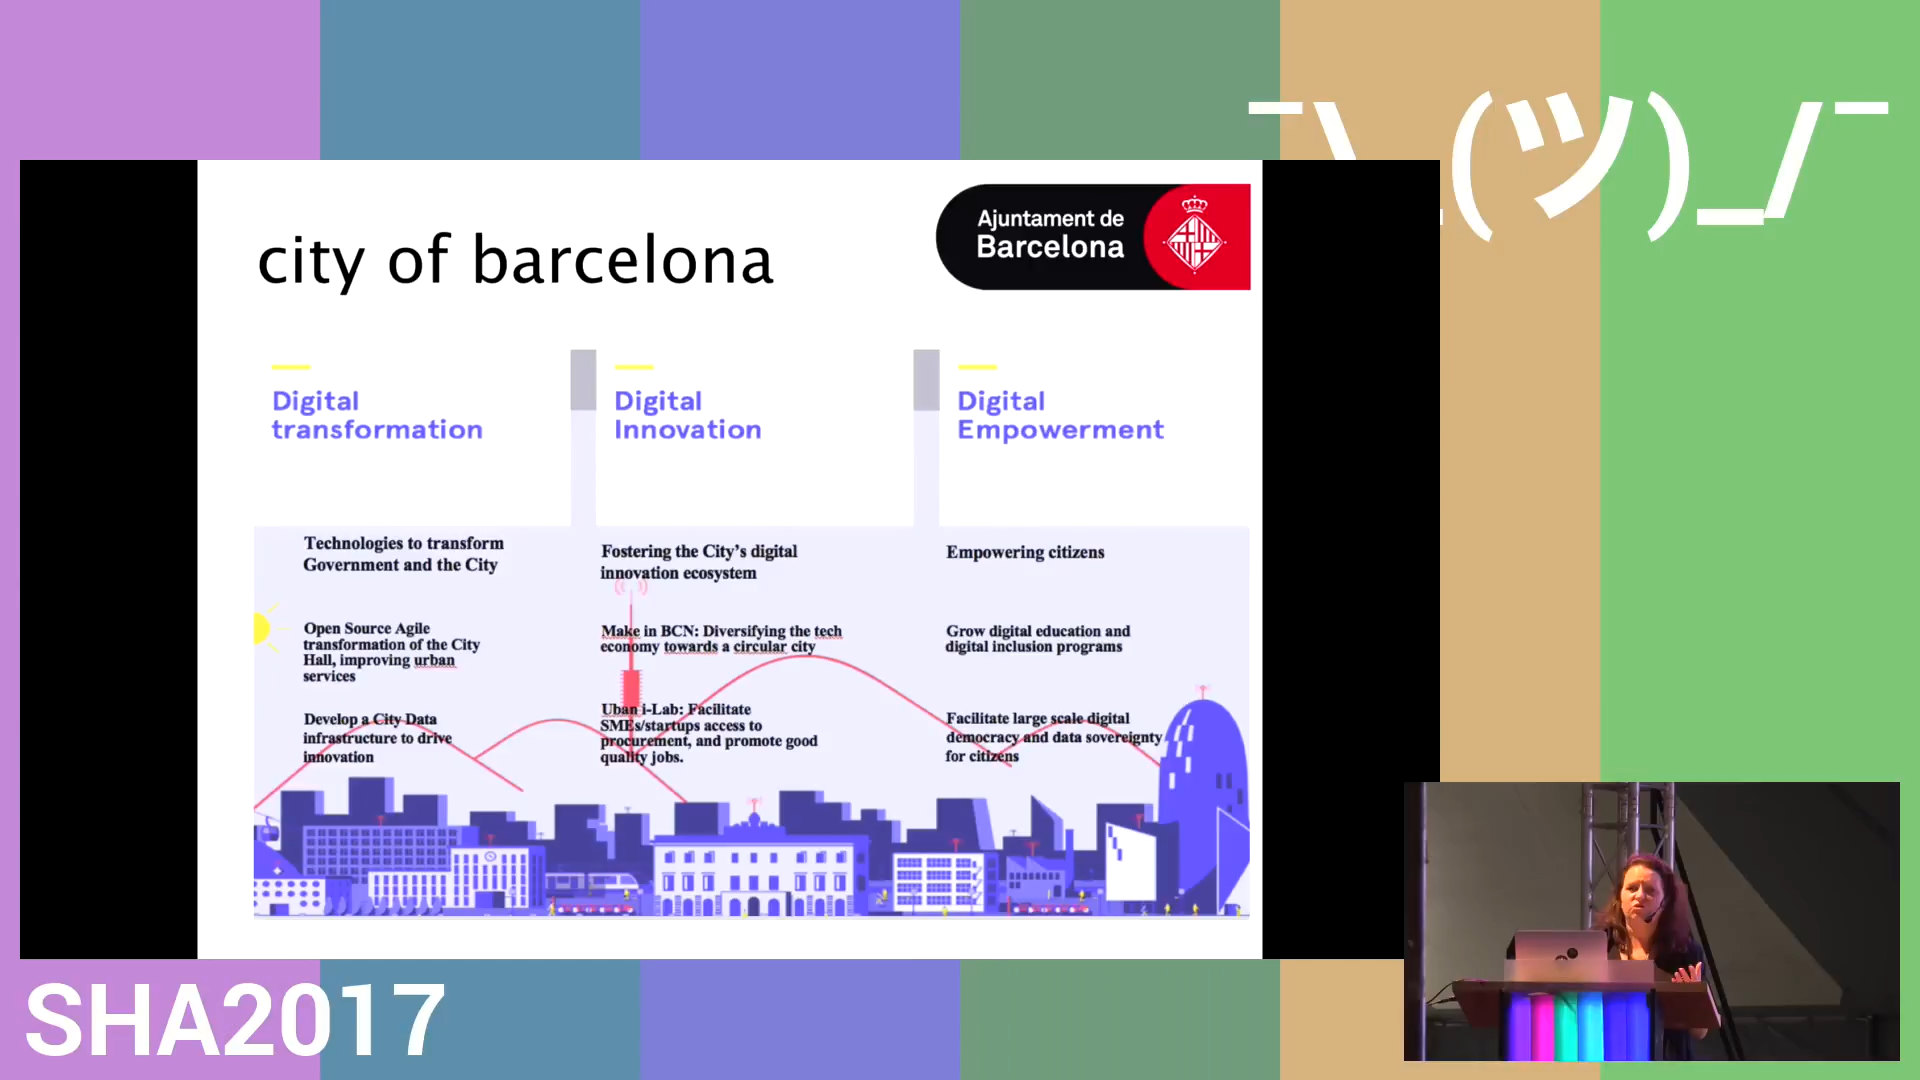 ¯\_(ツ)_/¯
city of barcelona
Ajuntament de
Barcelona
Digital
transformation
Digital
Innovation
Digital
Empowerment
Technologies to transform
Government and the City
Open Source Agile
transformation of the City
Hall, improving urban
services
Develop a City Data
infrastructure to drive
innovation
Fostering the City's digital
innovation ecosystem
Make in BCN: Diversifying the tech
economy towards a circular city
Uban i-Lab: Facilitate
SMEs/startups access to
procurement, and promote good
quality jobs.
Empowering citizens
Grow digital education and
digital inclusion programs
Facilitate large scale digital
democracy and data sovereignty
for citizens
SHA2017